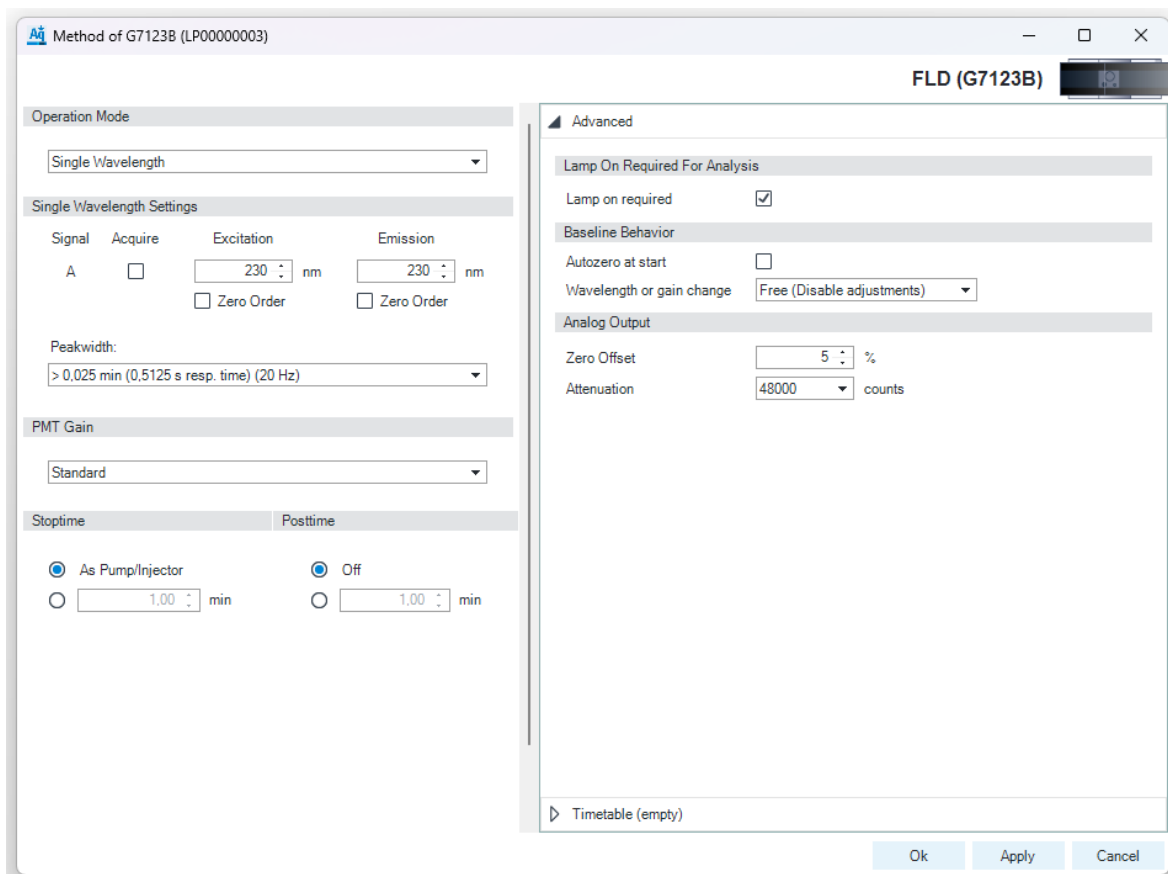 Method of G7123B (LP00000003)
FLD (G7123B)
Operation Mode
Single Wavelength
Single Wavelength Settings
Signal Acquire Excitation Emission
A 230 nm 230 nm
Zero Order Zero Order
Peakwidth:
> 0,025 min (0,5125 s resp. time) (20 Hz)
PMT Gain
Standard
Stoptime Posttime
As Pump/Injector Off
1,00 min 1,00 min
Advanced
Lamp On Required For Analysis
Lamp on required
Baseline Behavior
Autozero at start
Wavelength or gain change Free (Disable adjustments)
Analog Output
Zero Offset 5 %
Attenuation 48000 counts
Timetable (empty)
Ok Apply Cancel